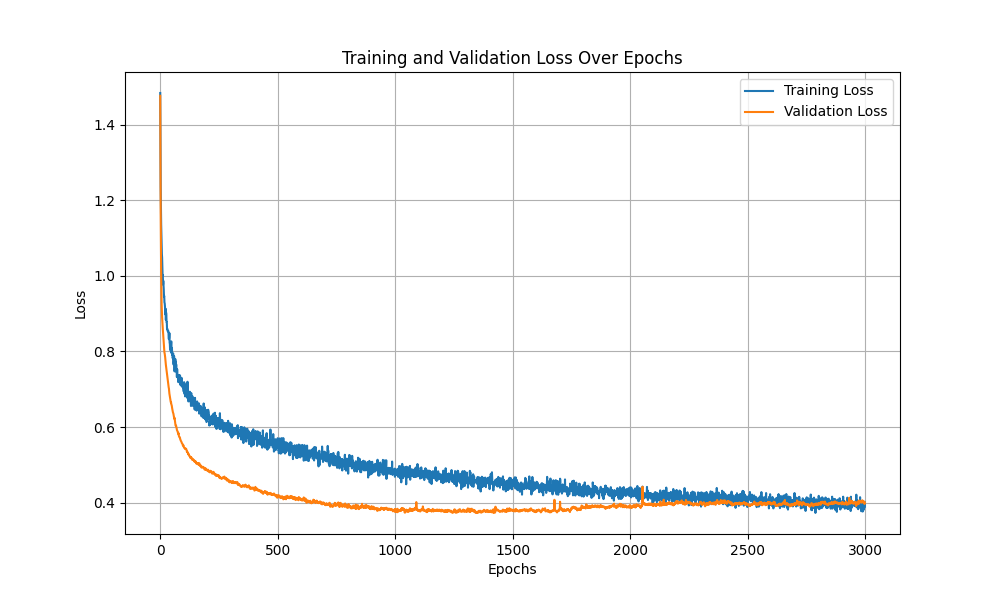 Training and Validation Loss Over Epochs
Training Loss
Validation Loss
Loss
1.4
1.2
1.0
0.8
0.6
0.4
0
500
1000
1500
2000
2500
3000
Epochs